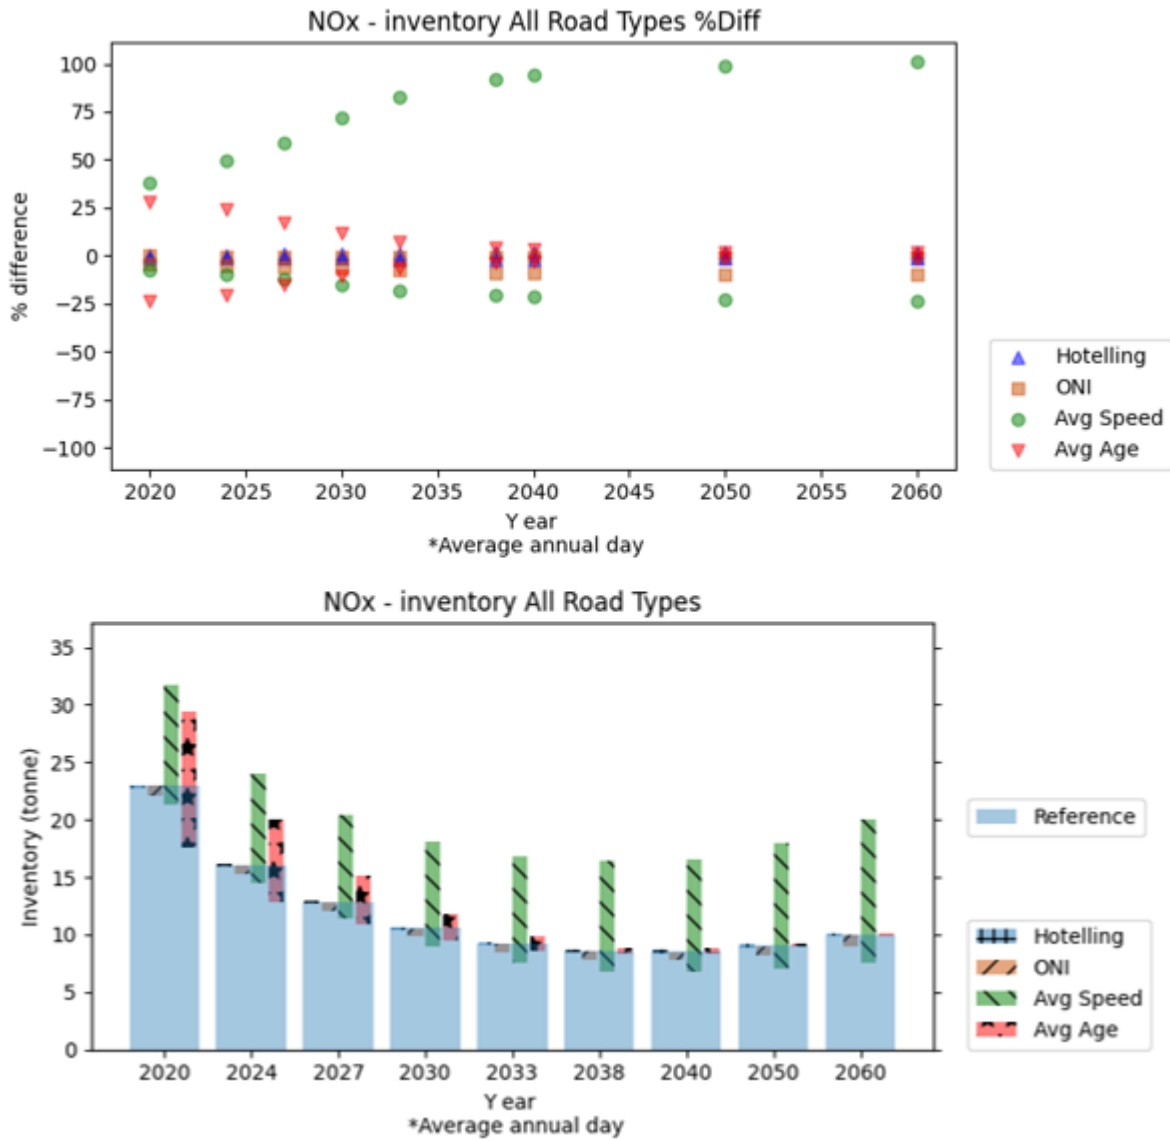 NOx - inventory All Road Types %Diff
100
75
50
25
0
−25
−50
−75
−100
% difference
2020 2025 2030 2035 2040 2045 2050 2055 2060
Y ear
*Average annual day
Hotelling
ONI
Avg Speed
Avg Age
NOx - inventory All Road Types
35
30
25
20
15
10
5
0
Inventory (tonne)
2020 2024 2027 2030 2033 2038 2040 2050 2060
Y ear
*Average annual day
Reference
Hotelling
ONI
Avg Speed
Avg Age